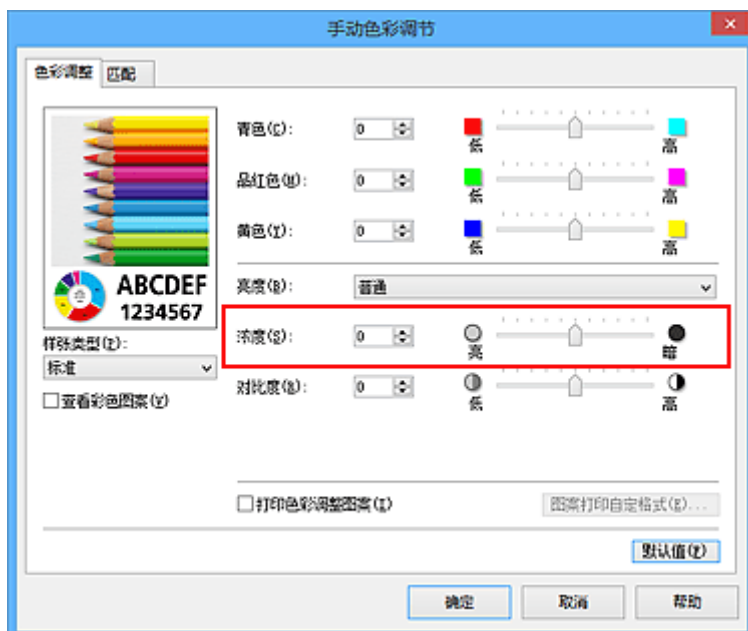 手动色彩调节
色彩调整 匹配
青色(C): 0 低 高
品红色(M): 0 低 高
黄色(Y): 0 低 高
ABCDEF
1234567
亮度(B): 普通
浓度(S): 0 亮 暗
样张类型(E):
标准
对比度(R): 0 低 高
查看彩色图案(Y)
打印色彩调整图案(I) 图案打印自定格式(E)...
默认值(F)
确定 取消 帮助